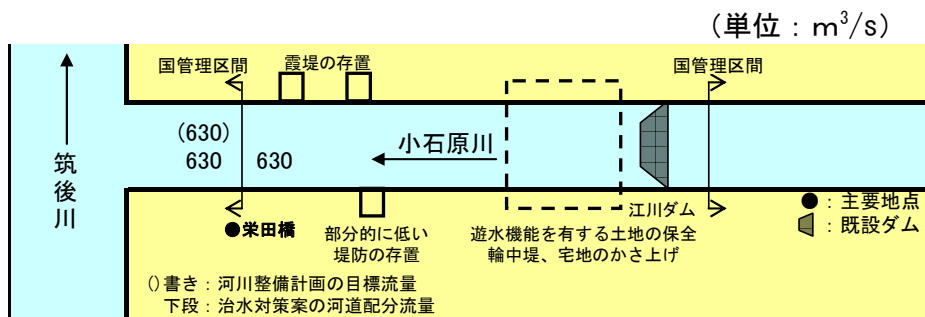 (単位：m³/s)
国管理区間
霞堤の存置
国管理区間
(630)
630
630
小石原川
筑後川
●栄田橋
部分的に低い
堤防の存置
遊水機能を有する土地の保全
輪中堤、宅地のかさ上げ
江川ダム
●：主要地点
：既設ダム
()書き：河川整備計画の目標流量
下段：治水対策案の河道配分流量